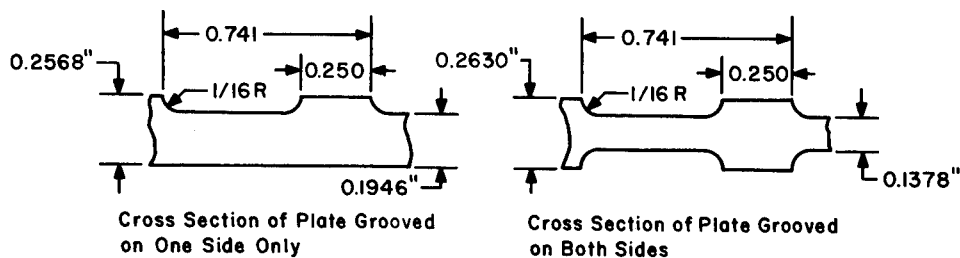 0.741
0.2568"
0.250
1/16 R
0.1946"
Cross Section of Plate Grooved
on One Side Only
0.741
0.2630"
0.250
1/16 R
0.1378"
Cross Section of Plate Grooved
on Both Sides